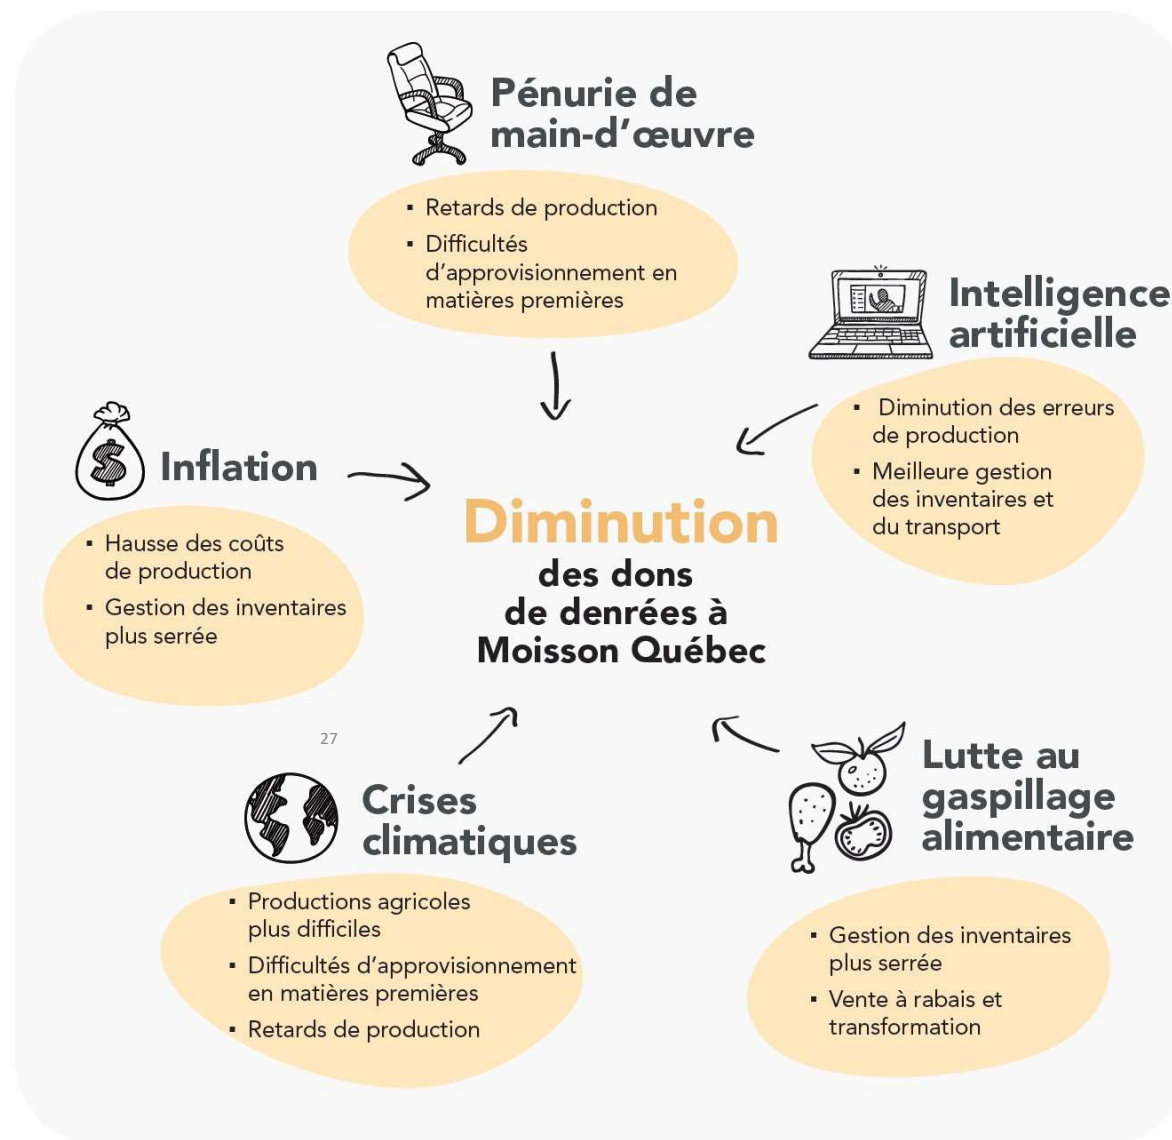 Pénurie de
main-d'œuvre
▪ Retards de production
▪ Difficultés
d'approvisionnement en
matières premières
Intelligence
artificielle
▪ Diminution des erreurs
de production
▪ Meilleure gestion
des inventaires et
du transport
Inflation
▪ Hausse des coûts
de production
▪ Gestion des inventaires
plus serrée
Diminution
des dons
de denrées à
Moisson Québec
27
Crises
climatiques
▪ Productions agricoles
plus difficiles
▪ Difficultés d'approvisionnement
en matières premières
▪ Retards de production
Lutte au
gaspillage
alimentaire
▪ Gestion des inventaires
plus serrée
▪ Vente à rabais et
transformation